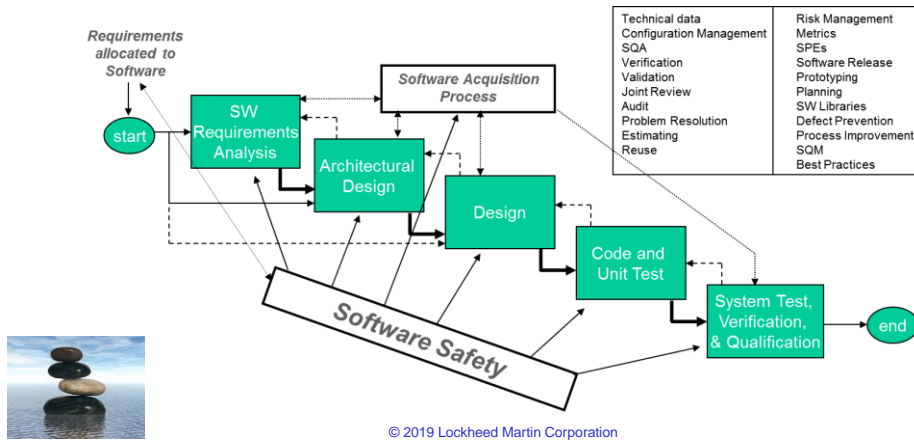 Requirements
allocated to
Software
start
SW
Requirements
Analysis
Architectural
Design
Software Acquisition
Process
Design
Code and
Unit Test
System Test,
Verification,
& Qualification
end
Software Safety
Technical data
Configuration Management
SQA
Verification
Validation
Joint Review
Audit
Problem Resolution
Estimating
Reuse
Risk Management
Metrics
SPEs
Software Release
Prototyping
Planning
SW Libraries
Defect Prevention
Process Improvement
SQM
Best Practices
© 2019 Lockheed Martin Corporation